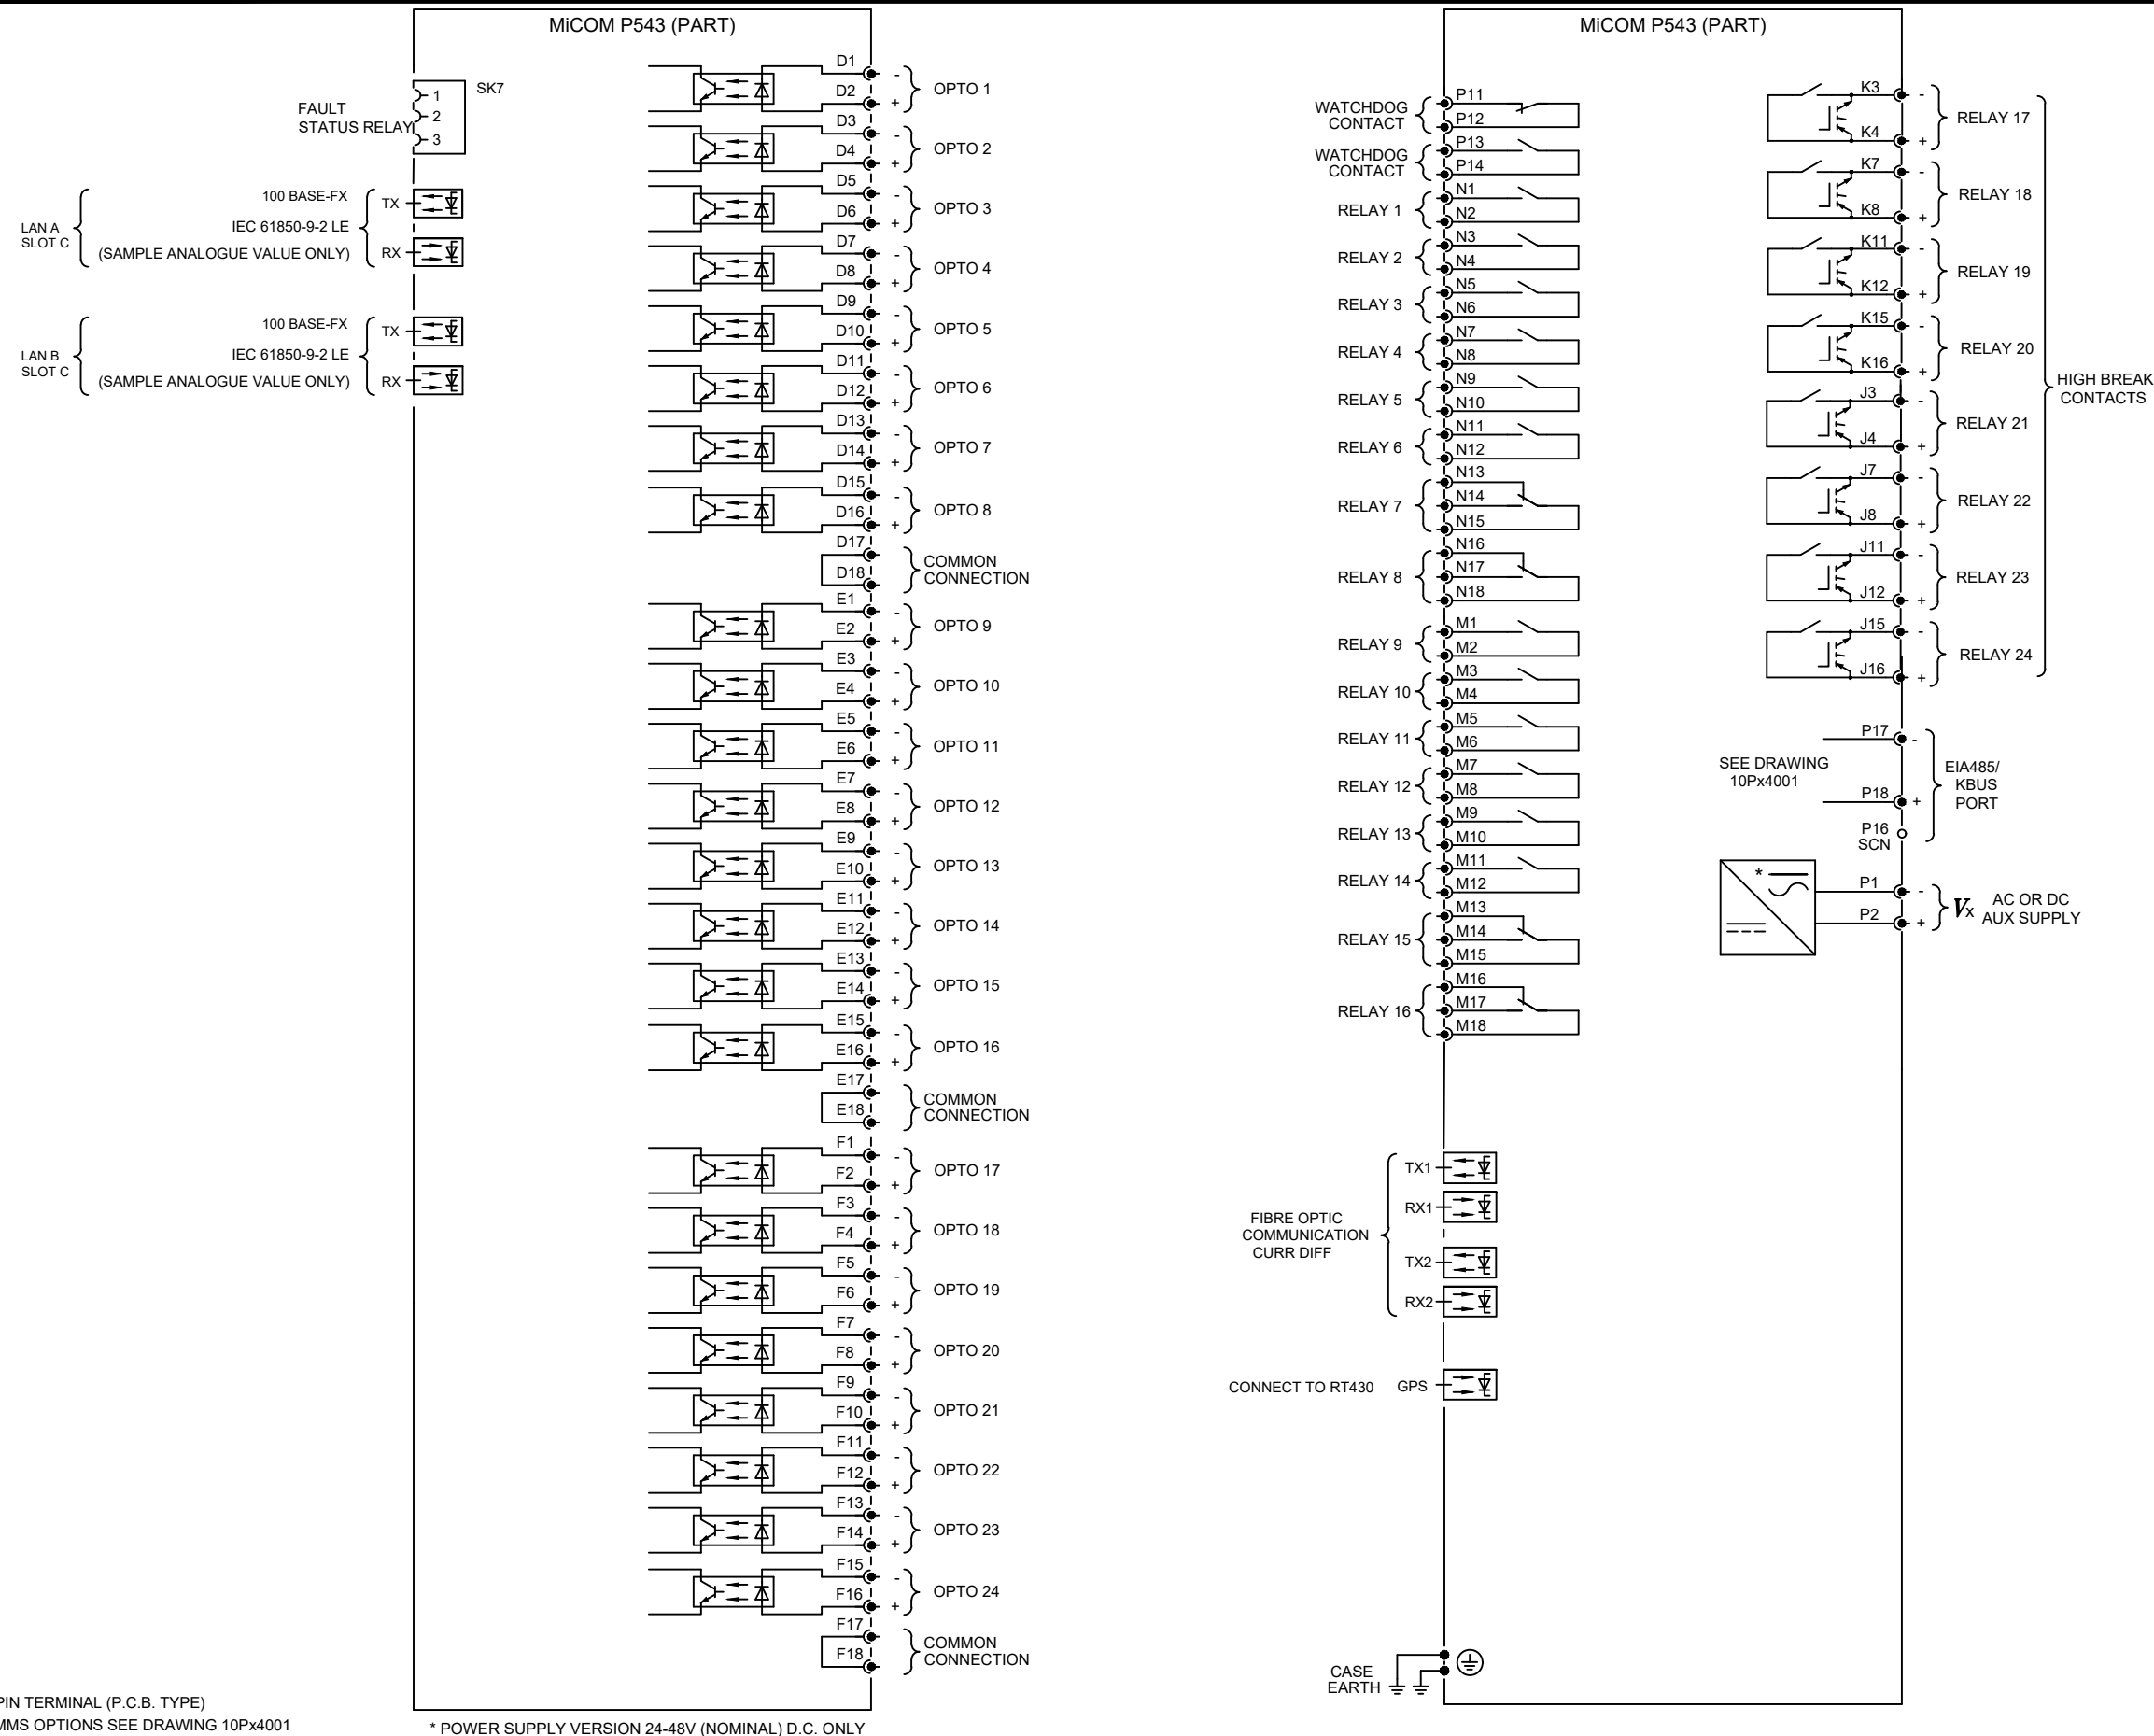 MiCOM P543 (PART)
FAULT
STATUS RELAY
1
2
3
SK7
LAN A
SLOT C
100 BASE-FX
IEC 61850-9-2 LE
(SAMPLE ANALOGUE VALUE ONLY)
TX
RX
LAN B
SLOT C
100 BASE-FX
IEC 61850-9-2 LE
(SAMPLE ANALOGUE VALUE ONLY)
TX
RX
D1 -
D2 +
OPTO 1
D3 -
D4 +
OPTO 2
D5 -
D6 +
OPTO 3
D7 -
D8 +
OPTO 4
D9 -
D10 +
OPTO 5
D11 -
D12 +
OPTO 6
D13 -
D14 +
OPTO 7
D15 -
D16 +
OPTO 8
D17
D18
COMMON
CONNECTION
E1 -
E2 +
OPTO 9
E3 -
E4 +
OPTO 10
E5 -
E6 +
OPTO 11
E7 -
E8 +
OPTO 12
E9 -
E10 +
OPTO 13
E11 -
E12 +
OPTO 14
E13 -
E14 +
OPTO 15
E15 -
E16 +
OPTO 16
E17
E18
COMMON
CONNECTION
F1 -
F2 +
OPTO 17
F3 -
F4 +
OPTO 18
F5 -
F6 +
OPTO 19
F7 -
F8 +
OPTO 20
F9 -
F10 +
OPTO 21
F11 -
F12 +
OPTO 22
F13 -
F14 +
OPTO 23
F15 -
F16 +
OPTO 24
F17
F18
COMMON
CONNECTION
PIN TERMINAL (P.C.B. TYPE)
MMS OPTIONS SEE DRAWING 10Px4001
* POWER SUPPLY VERSION 24-48V (NOMINAL) D.C. ONLY
MiCOM P543 (PART)
WATCHDOG
CONTACT
P11
P12
WATCHDOG
CONTACT
P13
P14
RELAY 1
N1
N2
RELAY 2
N3
N4
RELAY 3
N5
N6
RELAY 4
N7
N8
RELAY 5
N9
N10
RELAY 6
N11
N12
RELAY 7
N13
N14
N15
RELAY 8
N16
N17
N18
RELAY 9
M1
M2
RELAY 10
M3
M4
RELAY 11
M5
M6
RELAY 12
M7
M8
RELAY 13
M9
M10
RELAY 14
M11
M12
RELAY 15
M13
M14
M15
RELAY 16
M16
M17
M18
FIBRE OPTIC
COMMUNICATION
CURR DIFF
TX1
RX1
TX2
RX2
CONNECT TO RT430 GPS
CASE
EARTH
K3 -
K4 +
RELAY 17
K7 -
K8 +
RELAY 18
K11 -
K12 +
RELAY 19
K15 -
K16 +
RELAY 20
J3 -
J4 +
RELAY 21
J7 -
J8 +
RELAY 22
J11 -
J12 +
RELAY 23
J15 -
J16 +
RELAY 24
HIGH BREAK
CONTACTS
SEE DRAWING
10Px4001
P17 -
P18 +
P16
SCN
EIA485/
KBUS
PORT
*
P1 -
P2 +
Vx
AC OR DC
AUX SUPPLY